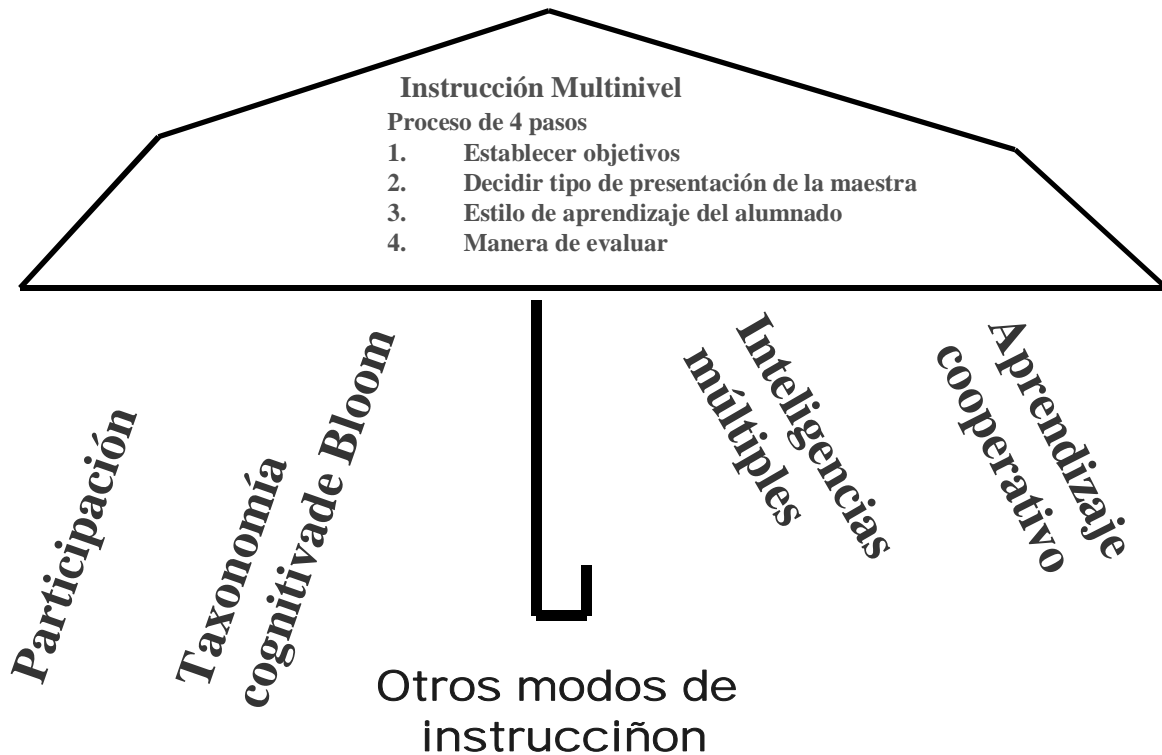 Instrucción Multinivel
Proceso de 4 pasos
1. Establecer objetivos
2. Decidir tipo de presentación de la maestra
3. Estilo de aprendizaje del alumnado
4. Manera de evaluar
Participación
Taxonomía
cognitivade Bloom
Inteligencias
múltiples
Aprendizaje
cooperativo
Otros modos de
instrucciñon